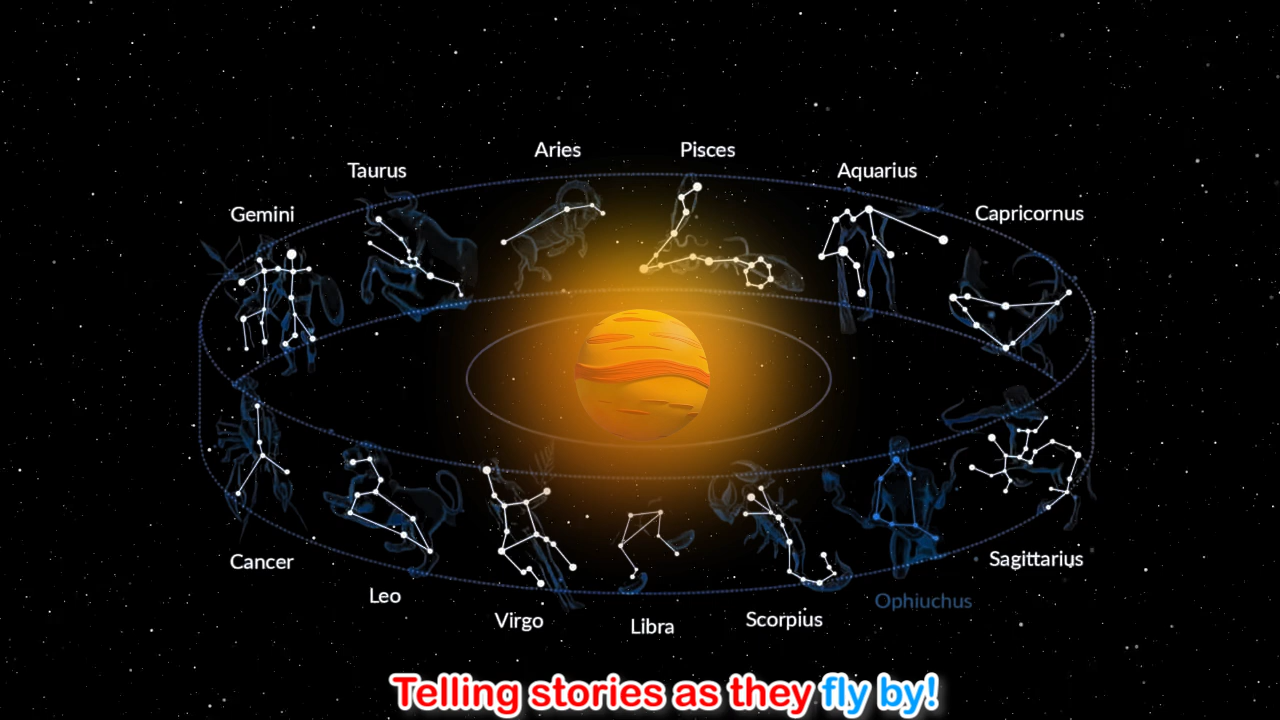 Aries
Pisces
Taurus
Aquarius
Gemini
Capricornus
Cancer
Sagittarius
Leo
Ophiuchus
Virgo
Libra
Scorpius
Telling stories as they fly by!